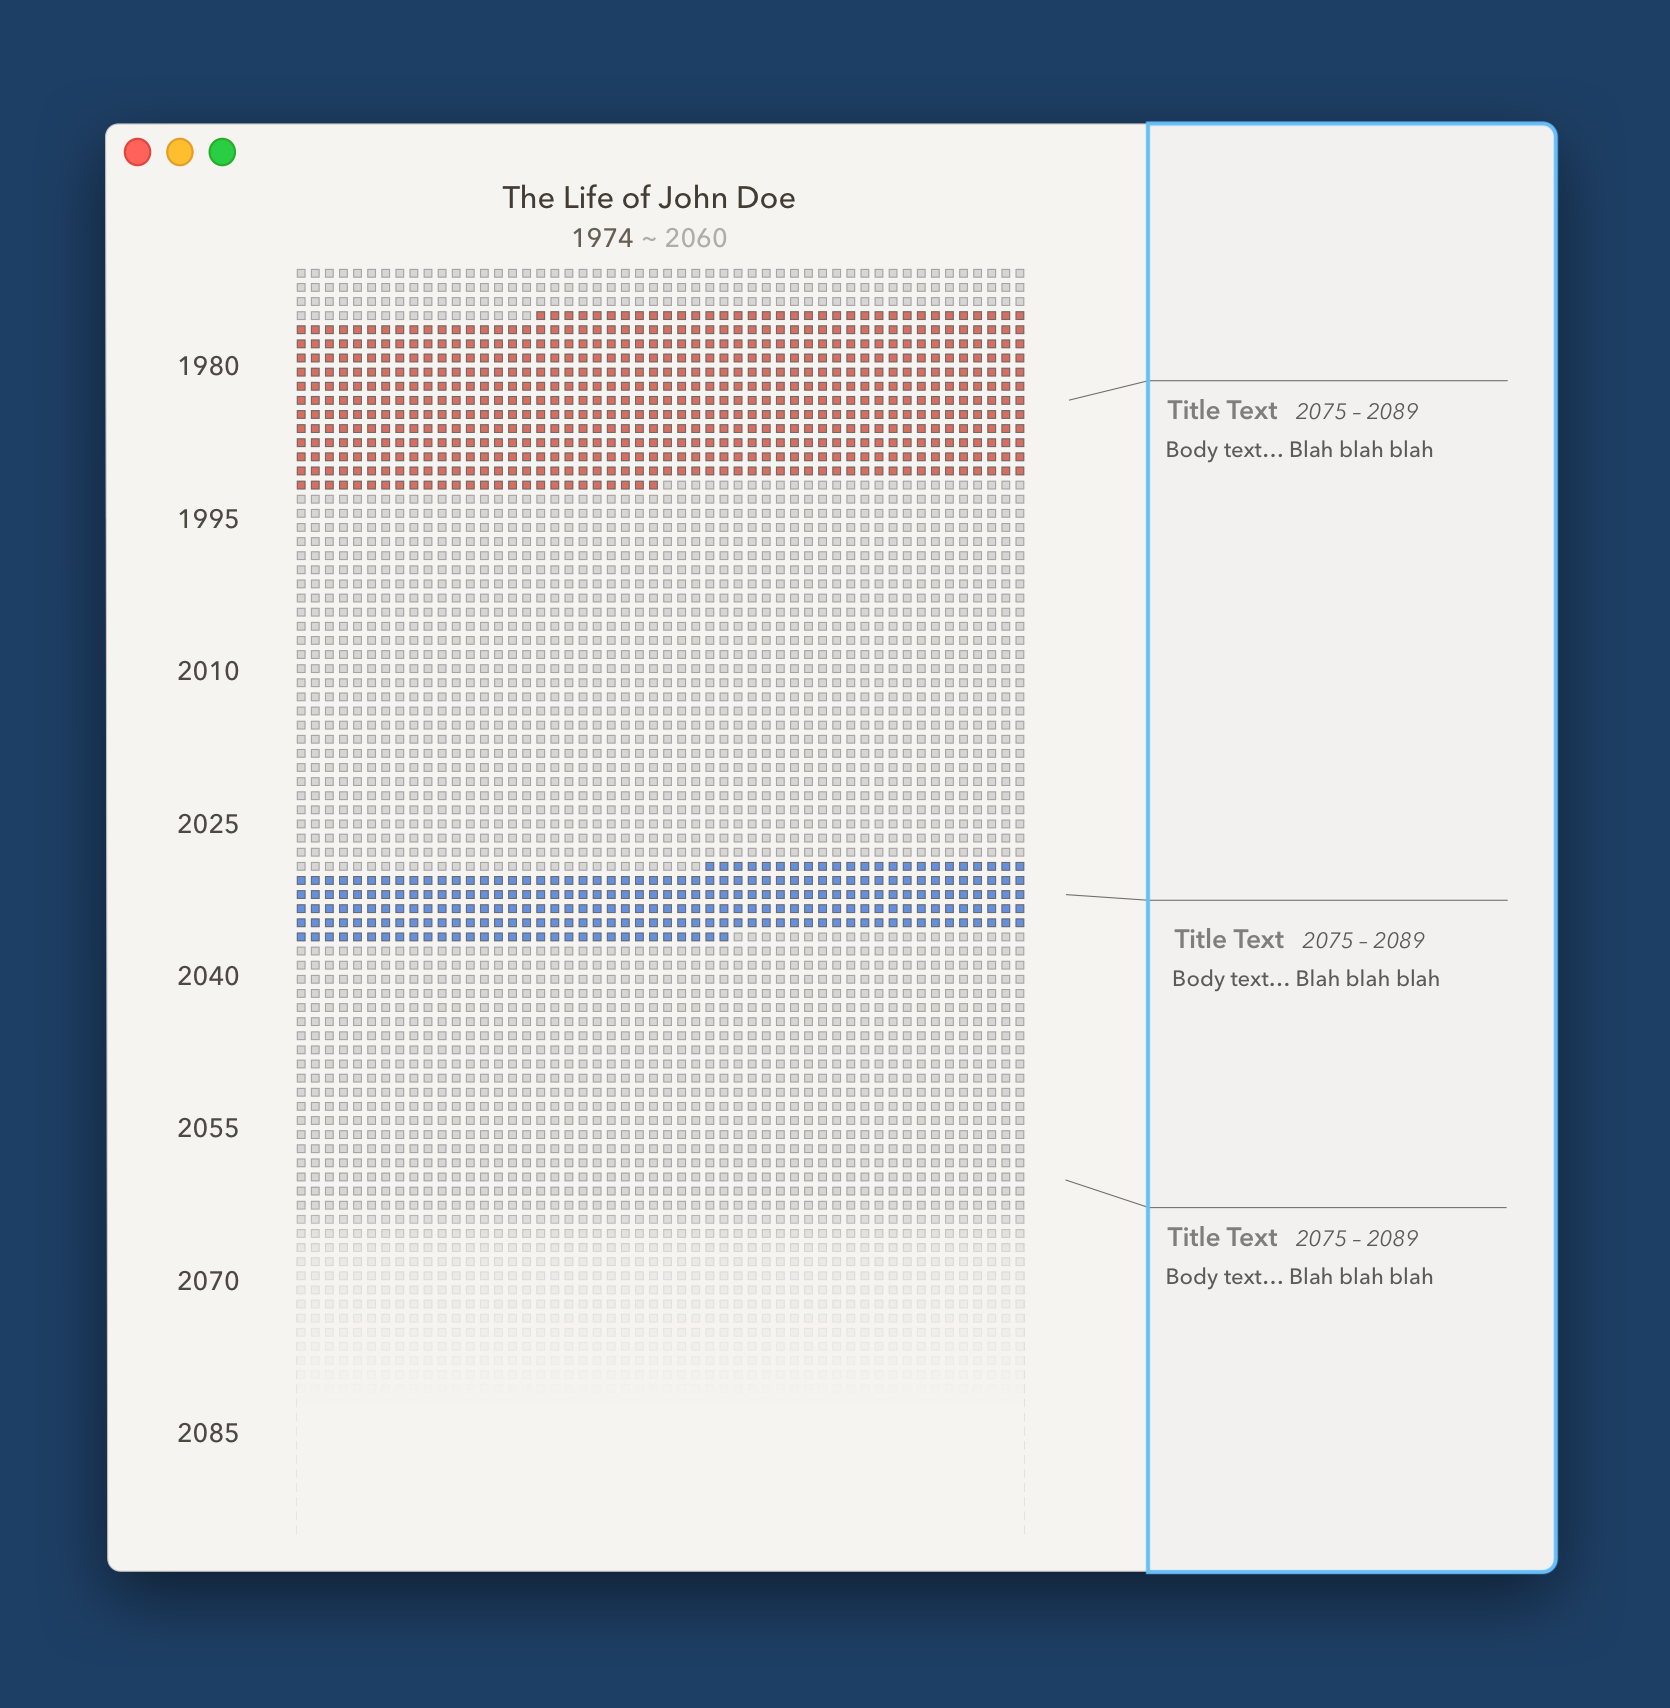 The Life of John Doe
1974 ~ 2060
1980
1995
2010
2025
2040
2055
2070
2085
Title Text 2075 – 2089
Body text... Blah blah blah
Title Text 2075 – 2089
Body text... Blah blah blah
Title Text 2075 – 2089
Body text... Blah blah blah